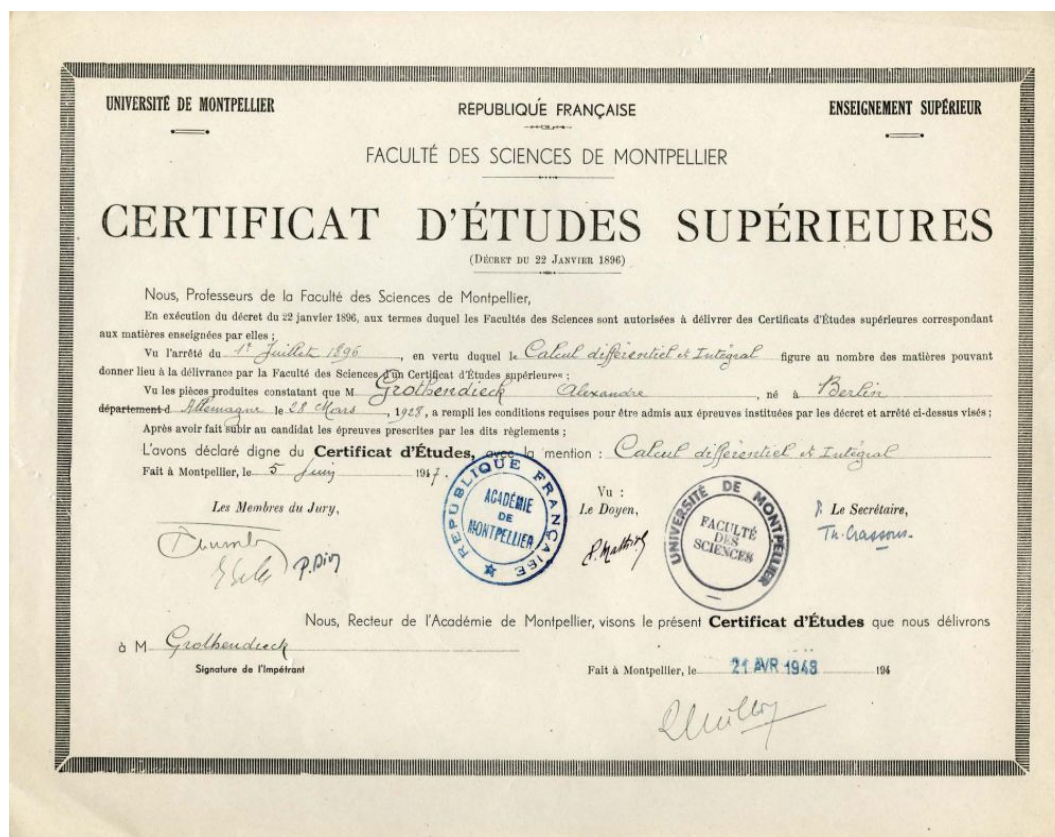 UNIVERSITÉ DE MONTPELLIER
RÉPUBLIQUE FRANÇAISE
ENSEIGNEMENT SUPÉRIEUR
FACULTÉ DES SCIENCES DE MONTPELLIER
CERTIFICAT D'ÉTUDES SUPÉRIEURES
(DÉCRET DU 22 JANVIER 1896)
Nous, Professeurs de la Faculté des Sciences de Montpellier,
En exécution du décret du 22 janvier 1896, aux termes duquel les Facultés des Sciences sont autorisées à délivrer des Certificats d'Études supérieures correspondant
aux matières enseignées par elles ;
Vu l'arrêté du 1r Juillet 1896, en vertu duquel le Calcul différentiel et Intégral figure au nombre des matières pouvant
donner lieu à la délivrance par la Faculté des Sciences d'un Certificat d'Études supérieures ;
Vu les pièces produites constatant que M Grothendieck Alexandre, né à Berlin
département d Allemagne le 28 Mars, 1928, a rempli les conditions requises pour être admis aux épreuves instituées par les décret et arrêté ci-dessus visés ;
Après avoir fait subir au candidat les épreuves prescrites par les dits règlements ;
L'avons déclaré digne du Certificat d'Études, avec la mention : Calcul différentiel et Intégral
Fait à Montpellier, le 5 Juin 1947.
Les Membres du Jury,
Vu :
Le Doyen,
Le Secrétaire,
P. Dive
Th. Crassous
RÉPUBLIQUE FRANÇAISE
ACADÉMIE
DE
MONTPELLIER
UNIVERSITÉ DE MONTPELLIER
FACULTÉ
DES
SCIENCES
Nous, Recteur de l'Académie de Montpellier, visons le présent Certificat d'Études que nous délivrons
à M Grothendieck
Signature de l'Impétrant
Fait à Montpellier, le 21 AVR 1948 194